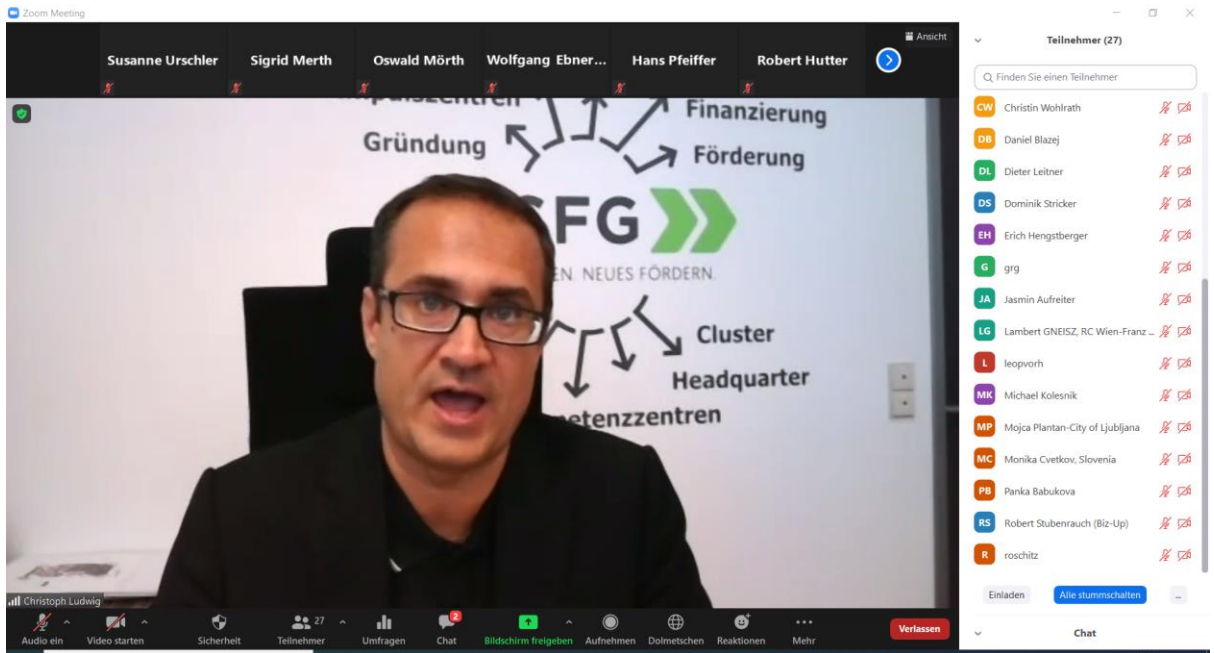 Zoom Meeting
Susanne Urschler
Sigrid Merth
Oswald Mörth
Wolfgang Ebner...
Hans Pfeiffer
Robert Hutter
Ansicht
Finanzierung
Gründung
Förderung
SFG
NEUES FÖRDERN.
Cluster
Headquarter
Christoph.Ludwig
Audio ein
Video starten
Sicherheit
27
Teilnehmer
Umfragen
2
Chat
Bildschirm freigeben
Aufnehmen
Dolmetschen
Reaktionen
Mehr
Verlassen
Teilnehmer (27)
Finden Sie einen Teilnehmer
CW Christin Wohlrath
DB Daniel Blazej
DL Dieter Leitner
DS Dominik Stricker
EH Erich Hengstberger
G grg
JA Jasmin Aufreiter
LG Lambert GNEISZ, RC Wien-Franz ...
L leopvorh
MK Michael Kolesnik
MP Mojca Plantan-City of Ljubljana
MC Monika Cvetkov, Slovenia
PB Panka Babukova
RS Robert Stubenrauch (Biz-Up)
R roschitz
Einladen
Alle stummschalten
...
Chat